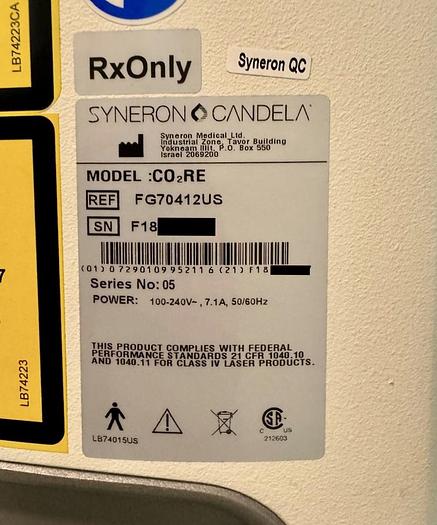 LB74223CA
RxOnly
Syneron QC
SYNERON CANDELA
Syneron Medical Ltd.
Industrial Zone, Tavor Building
Yokneam Illit, P.O. Box 550
Israel 2069200
MODEL :CO₂RE
REF FG70412US
SN F18
(01) 07290109952116 (21) F18
Series No: 05
POWER: 100-240V~, 7.1A, 50/60Hz
THIS PRODUCT COMPLIES WITH FEDERAL
PERFORMANCE STANDARDS 21 CFR 1040.10
AND 1040.11 FOR CLASS IV LASER PRODUCTS.
7
LB74223
LB74015US
C SA US
212603